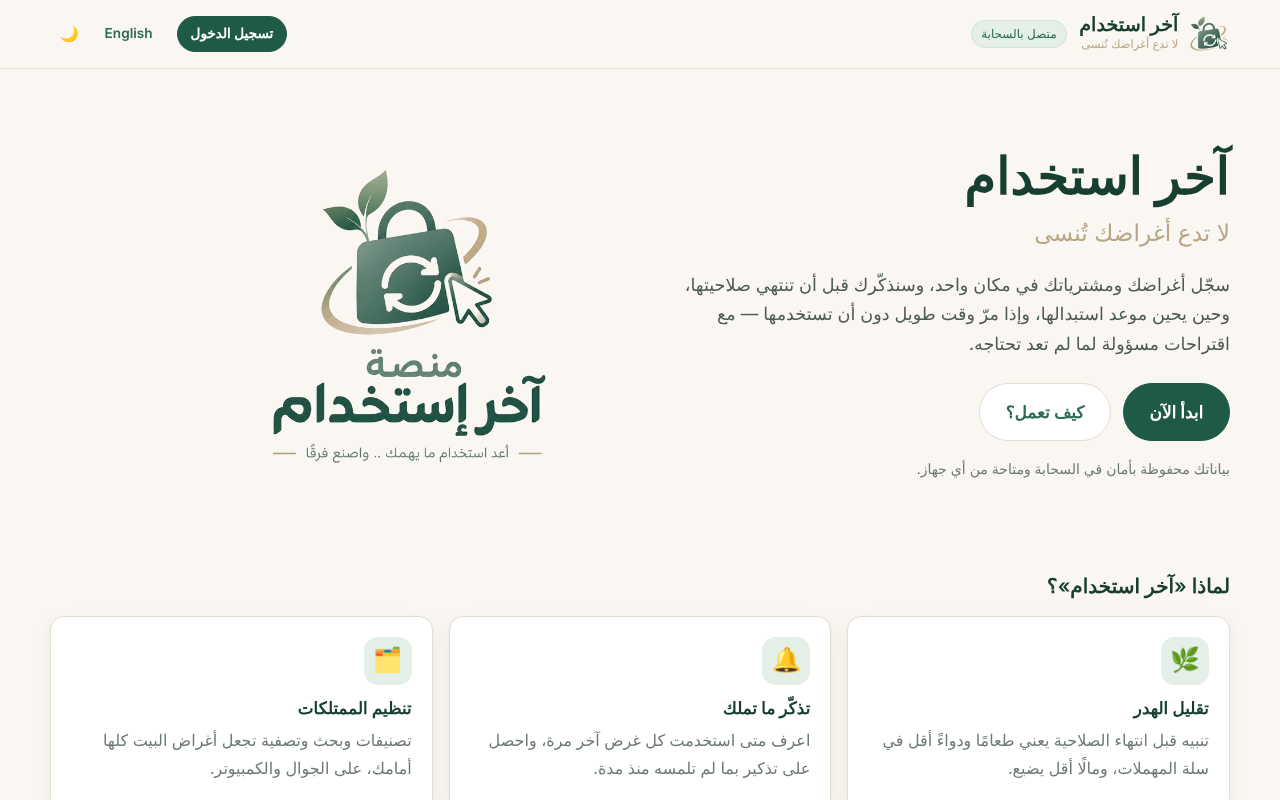 آخر استخدام
لا تدع أغراضك تُنسى
متصل بالسحابة
تسجيل الدخول
English
آخر استخدام
لا تدع أغراضك تُنسى
سجّل أغراضك ومشترياتك في مكان واحد، وسنذكّرك قبل أن تنتهي صلاحيتها،
وحين يحين موعد استبدالها، وإذا مرّ وقت طويل دون أن تستخدمها — مع
اقتراحات مسؤولة لما لم تعد تحتاجه.
ابدأ الآن
كيف تعمل؟
بياناتك محفوظة بأمان في السحابة ومتاحة من أي جهاز.
منصة
آخر إستخدام
أعد استخدام ما يهمك .. واصنع فرقًا
لماذا «آخر استخدام»؟
تقليل الهدر
تنبيه قبل انتهاء الصلاحية يعني طعامًا ودواءً أقل في
سلة المهملات، ومالًا أقل يضيع.
تذكّر ما تملك
اعرف متى استخدمت كل غرض آخر مرة، واحصل
على تذكير بما لم تلمسه منذ مدة.
تنظيم الممتلكات
تصنيفات وبحث وتصفية تجعل أغراض البيت كلها
أمامك، على الجوال والكمبيوتر.